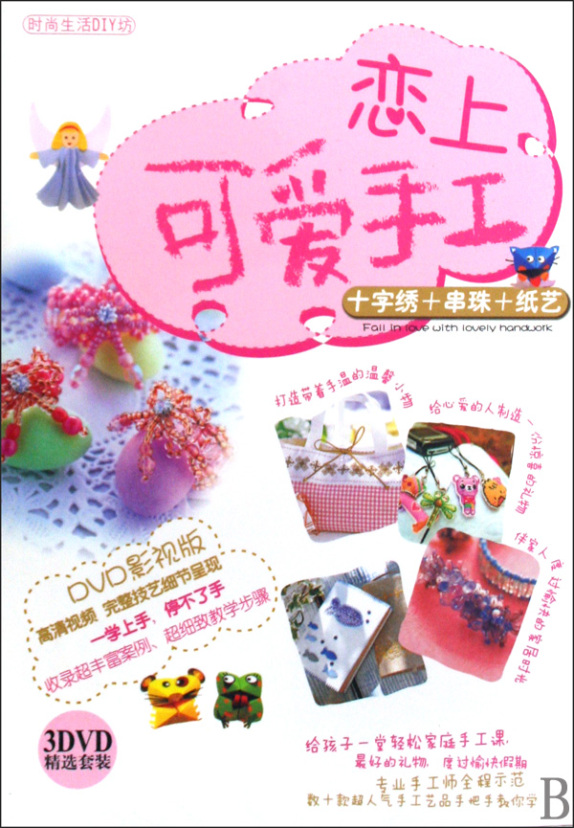 时尚生活DIY坊
恋上
可爱手工
十字绣+串珠+纸艺
Fall in love with lovely handwork
打造带着手温的温馨小物
给心爱的人制造一份惊喜的礼物
使家人度过愉快的家居时光
DVD影视版
高清视频 完整技艺细节呈现
一学上手，停不了手
收录超丰富案例、超细致教学步骤
3DVD
精选套装
给孩子一堂轻松家庭手工课，
最好的礼物，度过愉快假期
专业手工师全程示范
数十款超人气手工艺品手把手教你学
B